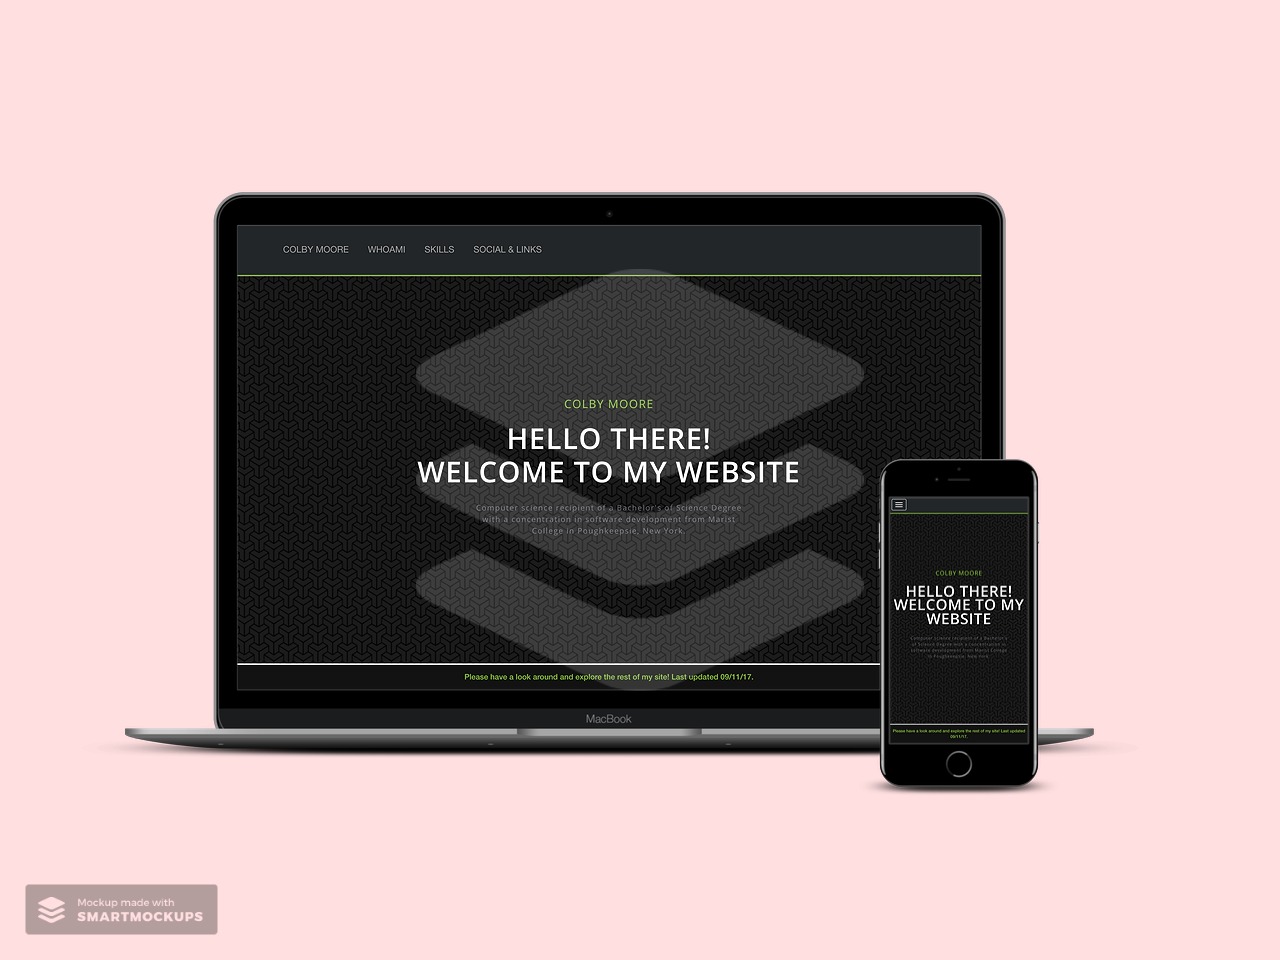 COLBY MOORE WHOAMI SKILLS SOCIAL & LINKS
COLBY MOORE
HELLO THERE!
WELCOME TO MY WEBSITE
Computer science recipient of a Bachelor's of Science Degree
with a concentration in software development from Marist
College in Poughkeepsie, New York.
Please have a look around and explore the rest of my site! Last updated 09/11/17.
MacBook
COLBY MOORE
HELLO THERE!
WELCOME TO MY
WEBSITE
Computer science recipient of a Bachelor's
of Science Degree with a concentration in
software development from Marist College
in Poughkeepsie, New York.
Please have a look around and explore the rest of my site! Last updated
09/11/17.
Mockup made with
SMARTMOCKUPS